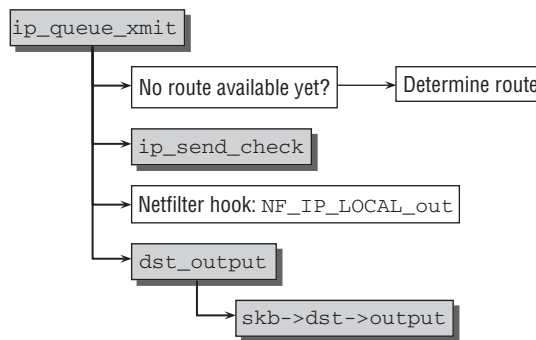 ip_queue_xmit
No route available yet?
Determine route
ip_send_check
Netfilter hook: NF_IP_LOCAL_out
dst_output
skb->dst->output